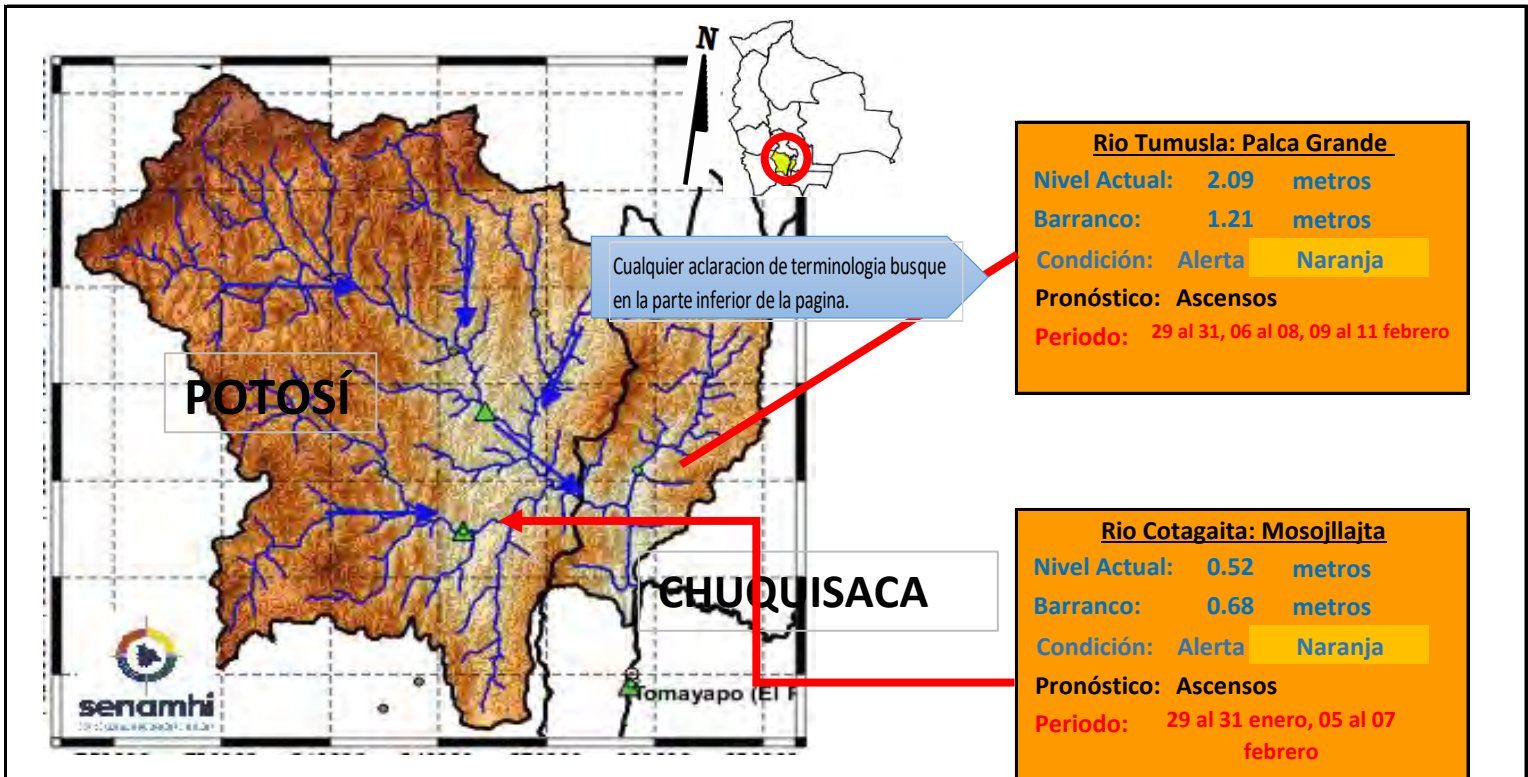 N
Cualquier aclaracion de terminologia busque
en la parte inferior de la pagina.
POTOSÍ
CHUQUISACA
Tomayapo (El
senamhi
Rio Tumusla: Palca Grande
Nivel Actual: 2.09 metros
Barranco: 1.21 metros
Condición: Alerta Naranja
Pronóstico: Ascensos
Periodo: 29 al 31, 06 al 08, 09 al 11 febrero
Rio Cotagaita: Mosojllajta
Nivel Actual: 0.52 metros
Barranco: 0.68 metros
Condición: Alerta Naranja
Pronóstico: Ascensos
Periodo: 29 al 31 enero, 05 al 07
febrero